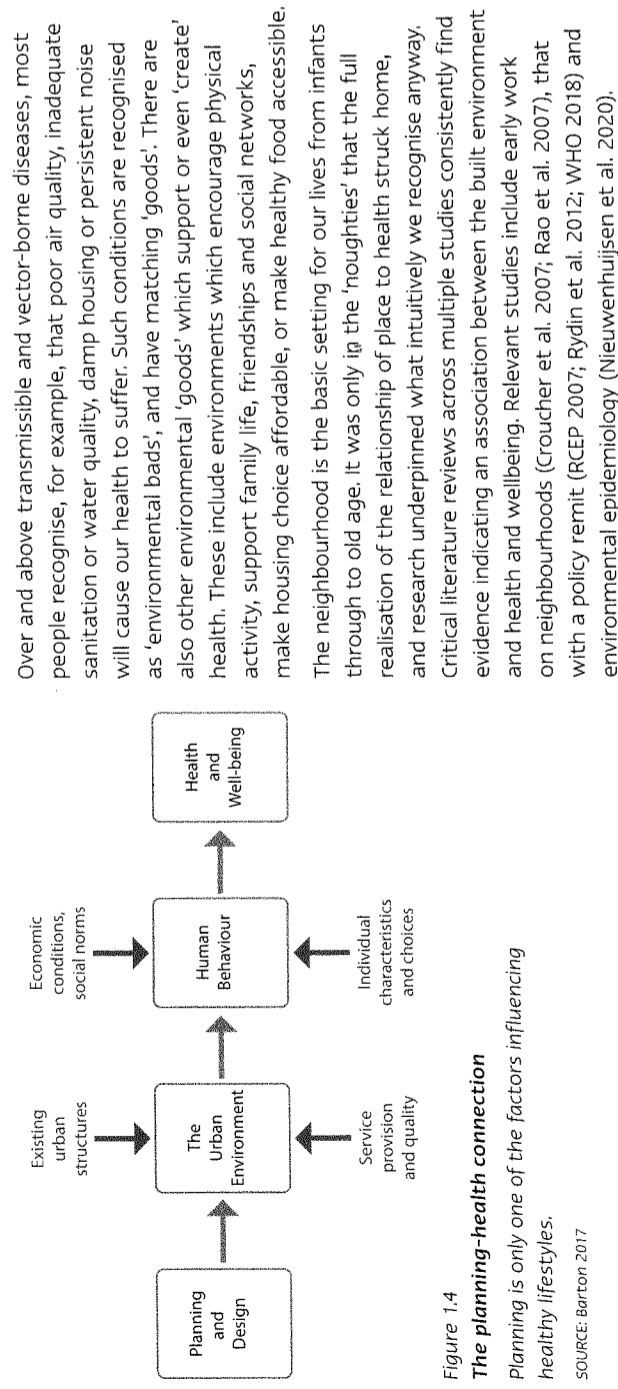 Planning
and
Design
Existing
urban
structures
The
Urban
Environment
Service
provision
and quality
Economic
conditions,
social norms
Human
Behaviour
Individual
characteristics
and choices
Health
and
Well-being
Figure 1.4
The planning–health connection
Planning is only one of the factors influencing
healthy lifestyles.
SOURCE: Barton 2017
Over and above transmissible and vector-borne diseases, most
people recognise, for example, that poor air quality, inadequate
sanitation or water quality, damp housing or persistent noise
will cause our health to suffer. Such conditions are recognised
as ‘environmental bads’, and have matching ‘goods’. There are
also other environmental ‘goods’ which support or even ‘create’
health. These include environments which encourage physical
activity, support family life, friendships and social networks,
make housing choice affordable, or make healthy food accessible.
The neighbourhood is the basic setting for our lives from infants
through to old age. It was only in the ‘noughties’ that the full
realisation of the relationship of place to health struck home,
and research underpinned what intuitively we recognise anyway.
Critical literature reviews across multiple studies consistently find
evidence indicating an association between the built environment
and health and wellbeing. Relevant studies include early work
on neighbourhoods (Croucher et al. 2007; Rao et al. 2007), that
with a policy remit (RCEP 2007; Rydin et al. 2012; WHO 2018) and
environmental epidemiology (Nieuwenhuijsen et al. 2020).